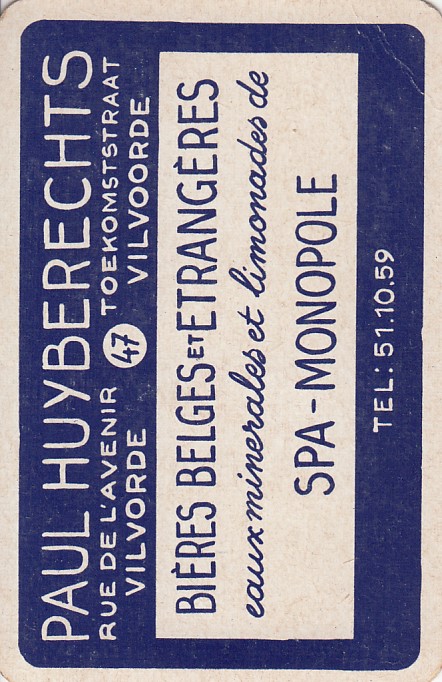 PAUL HUYBERECHTS
RUE DE L'AVENIR 47 TOEKOMSTSTRAAT
VILVORDE VILVOORDE
BIÈRES BELGES ET ETRANGÈRES
eaux minerales et limonades de
SPA-MONOPOLE
TEL: 51.10.59